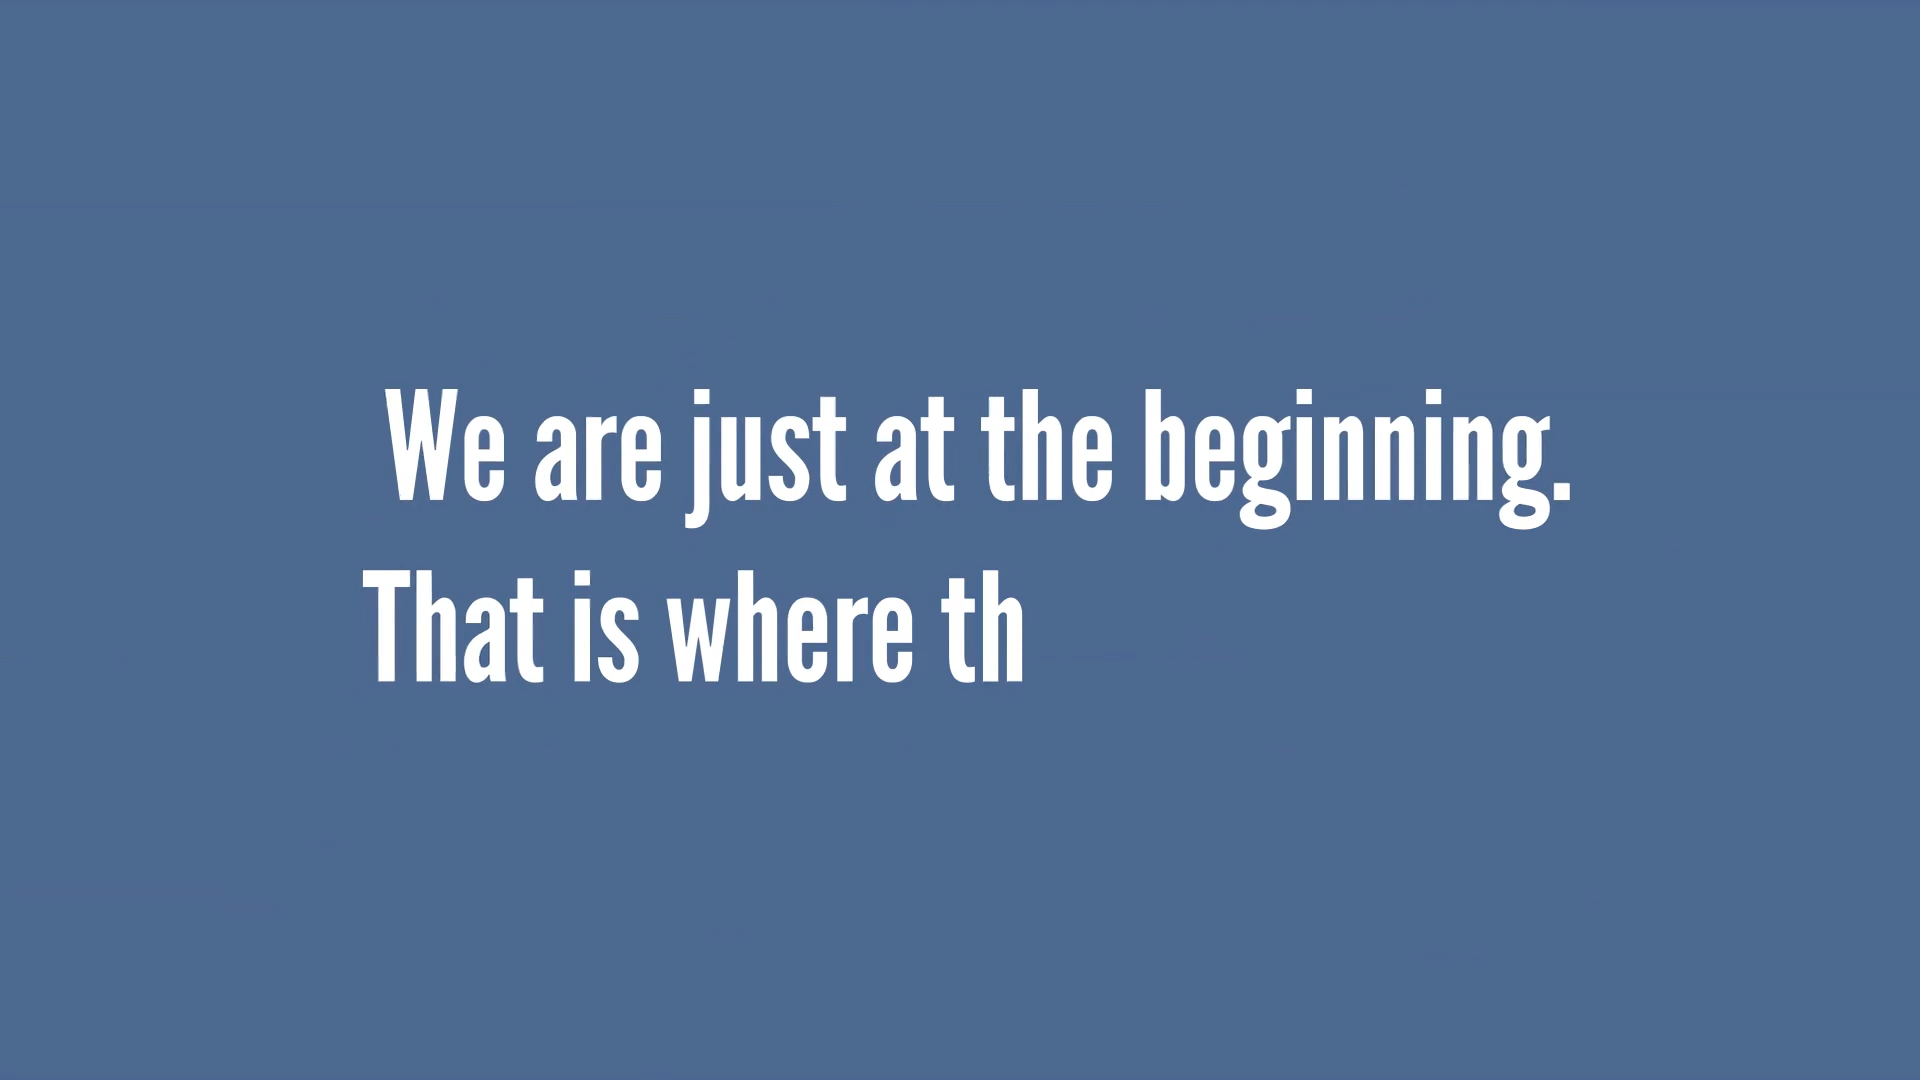 We are just at the beginning.
That is where th